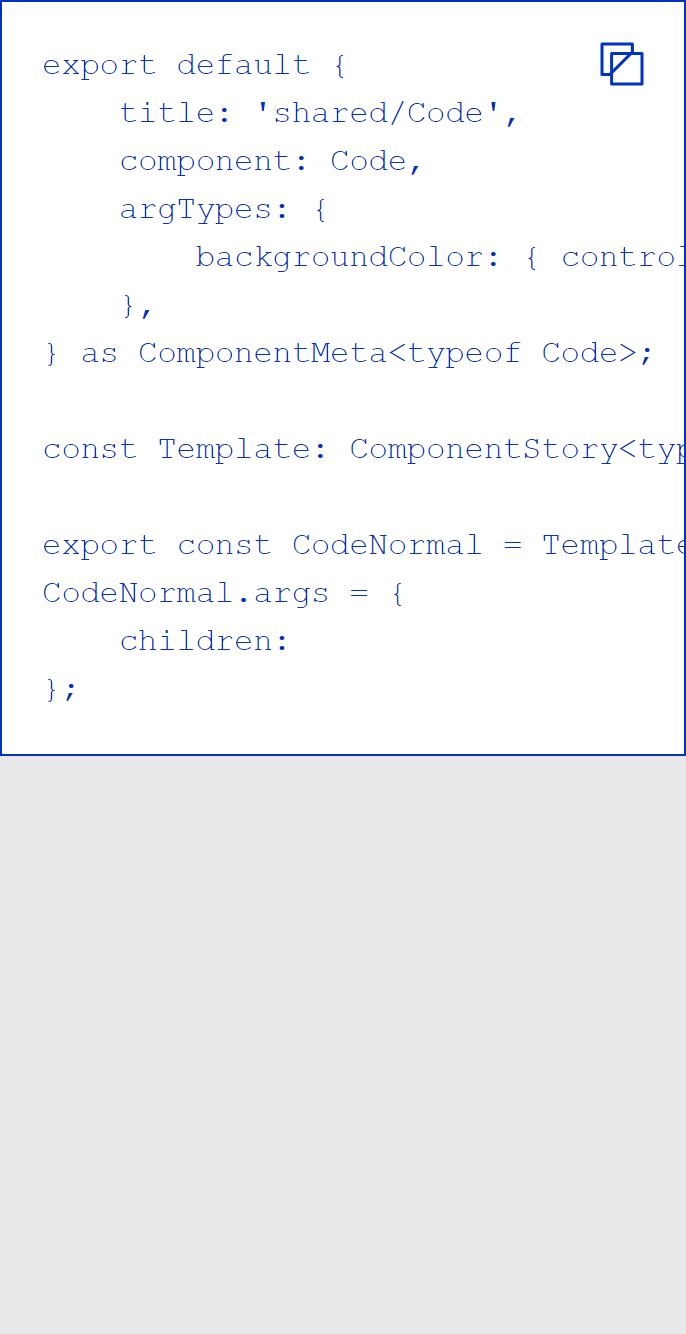 export default {
    title: 'shared/Code',
    component: Code,
    argTypes: {
        backgroundColor: { control
    },
} as ComponentMeta<typeof Code>;

const Template: ComponentStory<typ

export const CodeNormal = Template
CodeNormal.args = {
    children:
};